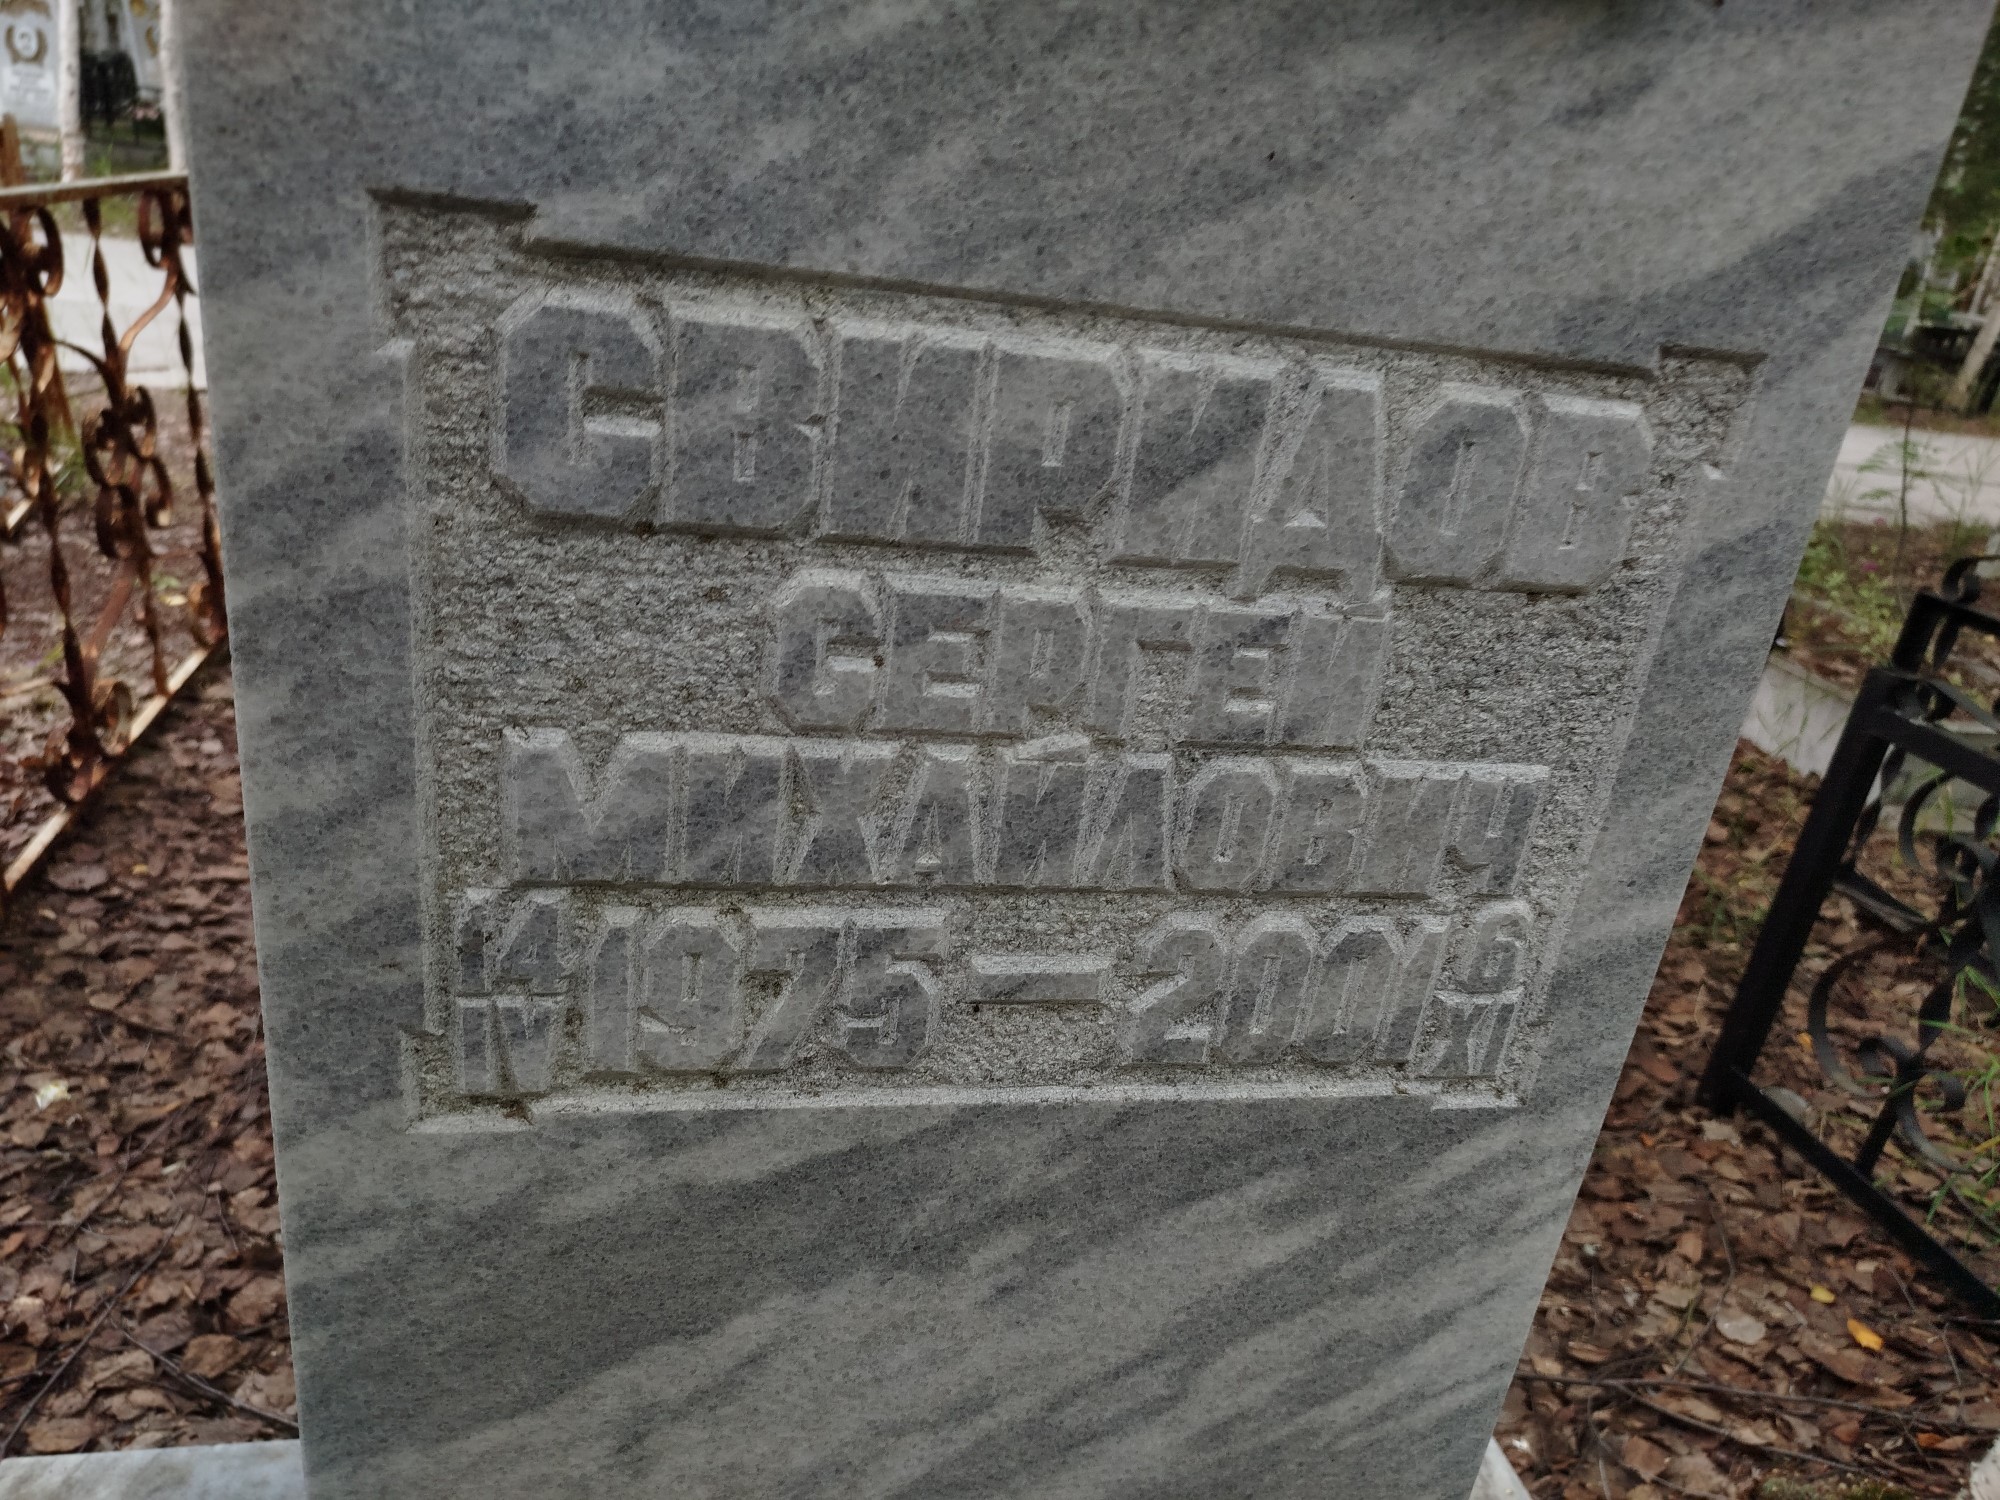 СВИРИДОВ
СЕРГЕЙ
МИХАЙЛОВИЧ
14 IV 1975 — 2001 6 XI